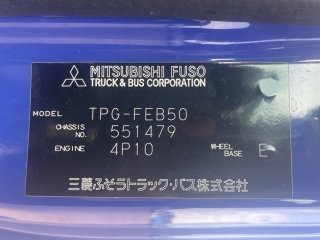 MITSUBISHI FUSO
TRUCK & BUS CORPORATION
MODEL TPG-FEB50
CHASSIS NO. 551479
ENGINE 4P10 WHEEL BASE E
三菱ふそうトラック・バス株式会社